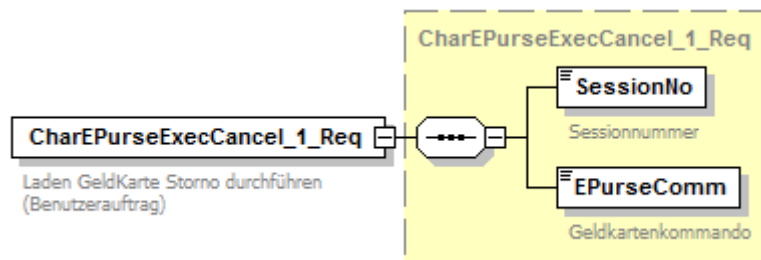 CharEPurseExecCancel_1_Req
SessionNo
Sessionnummer
CharEPurseExecCancel_1_Req
Laden GeldKarte Storno durchführen
(Benutzerauftrag)
EPurseComm
Geldkartenkommando